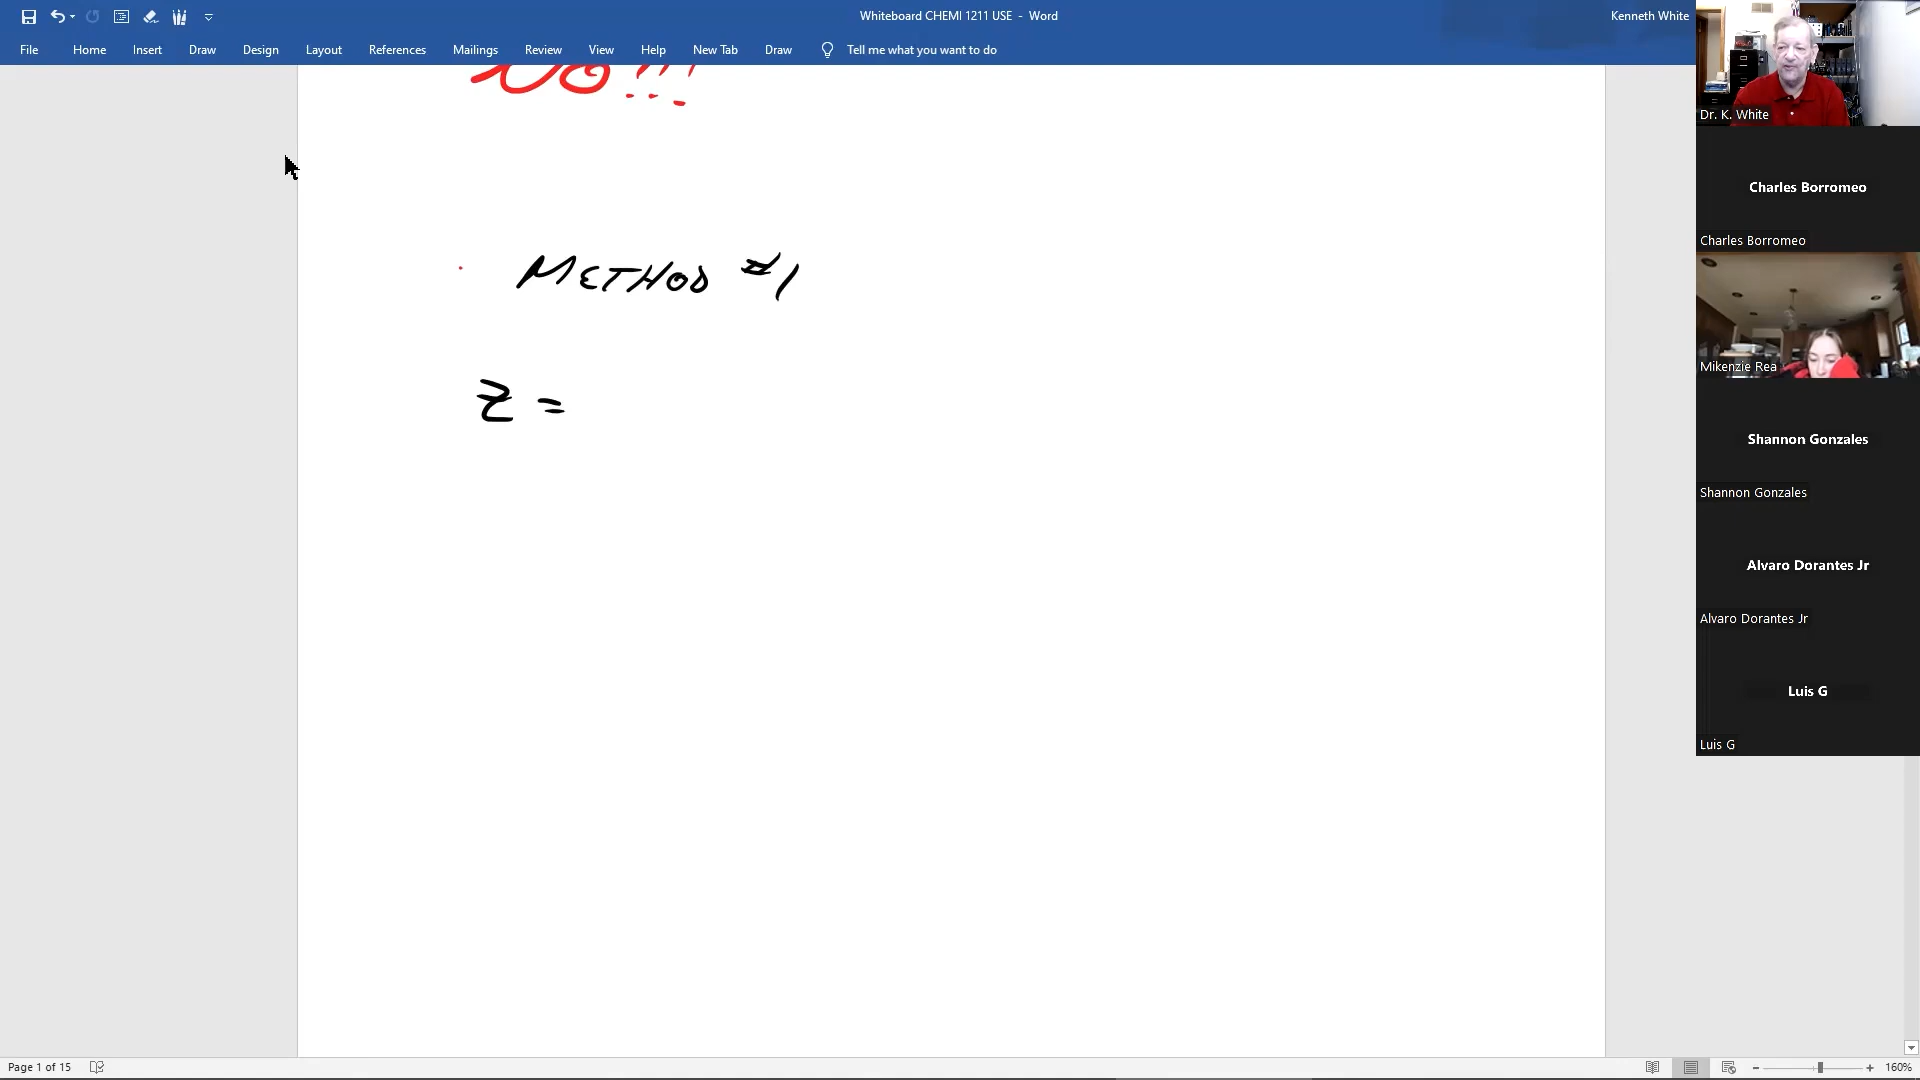 Whiteboard CHEMI 1211 USE - Word
Kenneth White
File Home Insert Draw Design Layout References Mailings Review View Help New Tab Draw Tell me what you want to do
No!!!
METHOD #1
Z =
Dr. K. White
Charles Borromeo
Charles Borromeo
Mikenzie Rea
Shannon Gonzales
Shannon Gonzales
Alvaro Dorantes Jr
Alvaro Dorantes Jr
Luis G
Luis G
Page 1 of 15
160%